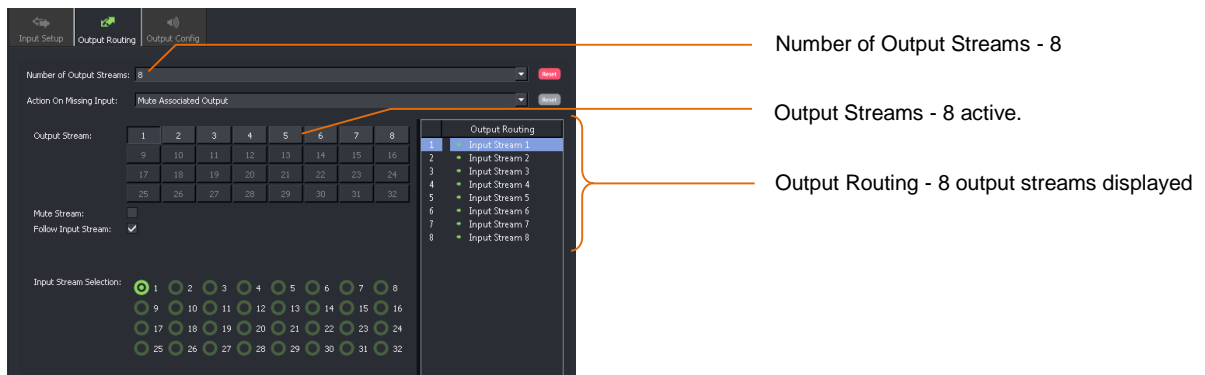 Input Setup Output Routing Output Config
Number of Output Streams: 8 Reset
Action On Missing Input: Mute Associated Output Reset
Output Stream: 1 2 3 4 5 6 7 8
9 10 11 12 13 14 15 16
17 18 19 20 21 22 23 24
25 26 27 28 29 30 31 32
Mute Stream:
Follow Input Stream:
Input Stream Selection: 1 2 3 4 5 6 7 8
9 10 11 12 13 14 15 16
17 18 19 20 21 22 23 24
25 26 27 28 29 30 31 32
Output Routing
1 Input Stream 1
2 Input Stream 2
3 Input Stream 3
4 Input Stream 4
5 Input Stream 5
6 Input Stream 6
7 Input Stream 7
8 Input Stream 8
Number of Output Streams - 8
Output Streams - 8 active.
Output Routing - 8 output streams displayed